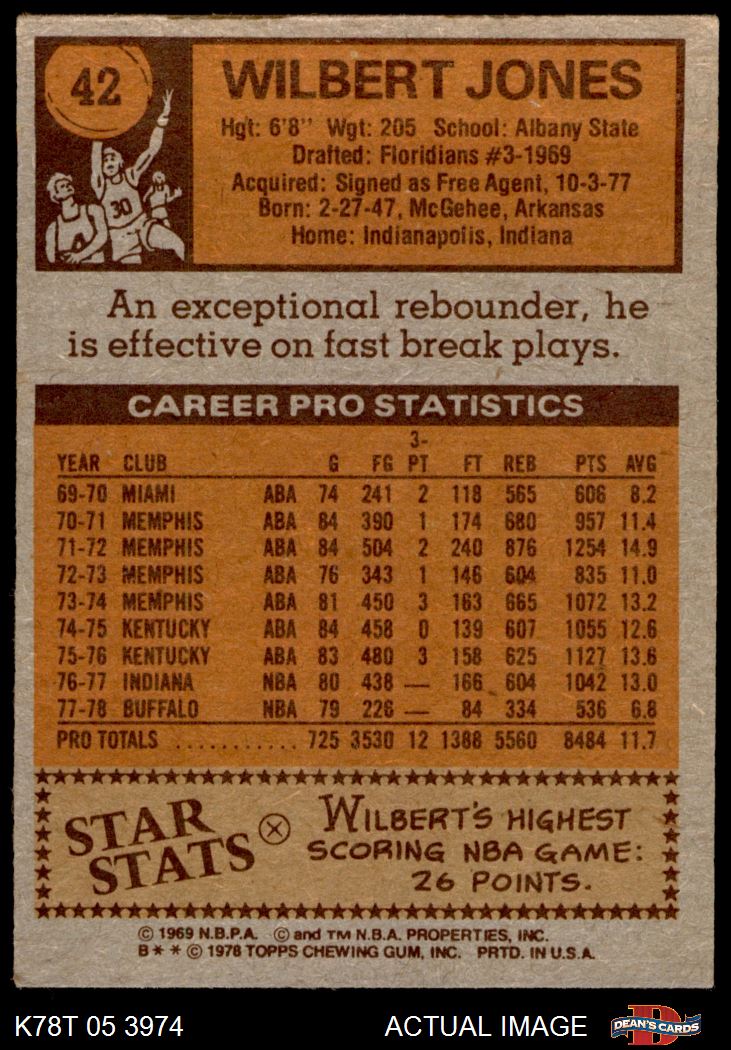 42
WILBERT JONES
Hgt: 6'8" Wgt: 205 School: Albany State
Drafted: Floridians #3-1969
Acquired: Signed as Free Agent, 10-3-77
Born: 2-27-47, McGehee, Arkansas
Home: Indianapolis, Indiana
30
An exceptional rebounder, he
is effective on fast break plays.
CAREER PRO STATISTICS
YEAR CLUB G FG 3-PT FT REB PTS AVG
69-70 MIAMI ABA 74 241 2 118 565 606 8.2
70-71 MEMPHIS ABA 84 390 1 174 680 957 11.4
71-72 MEMPHIS ABA 84 504 2 240 876 1254 14.9
72-73 MEMPHIS ABA 76 343 1 146 604 835 11.0
73-74 MEMPHIS ABA 81 450 3 163 665 1072 13.2
74-75 KENTUCKY ABA 84 458 0 139 607 1055 12.6
75-76 KENTUCKY ABA 83 480 3 158 625 1127 13.6
76-77 INDIANA NBA 80 438 — 166 604 1042 13.0
77-78 BUFFALO NBA 79 226 — 84 334 536 6.8
PRO TOTALS ........... 725 3530 12 1388 5560 8484 11.7
STAR
STATS
WILBERT'S HIGHEST
SCORING NBA GAME:
26 POINTS.
© 1969 N.B.P.A. © and TM N.B.A. PROPERTIES, INC.
B * * © 1978 TOPPS CHEWING GUM, INC. PRTD. IN U.S.A.
K78T 05 3974 ACTUAL IMAGE
D
DEAN'S CARDS